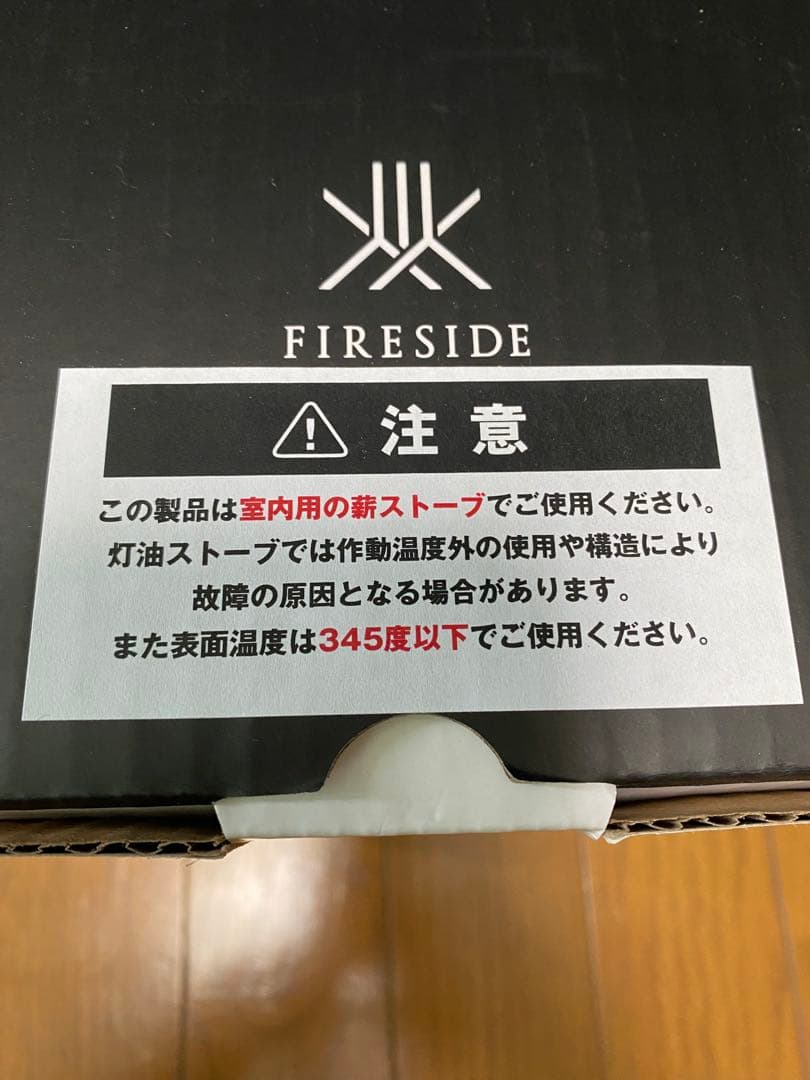 FIRESIDE
注意
この製品は室内用の薪ストーブでご使用ください。
灯油ストーブでは作動温度外の使用や構造により
故障の原因となる場合があります。
また表面温度は345度以下でご使用ください。